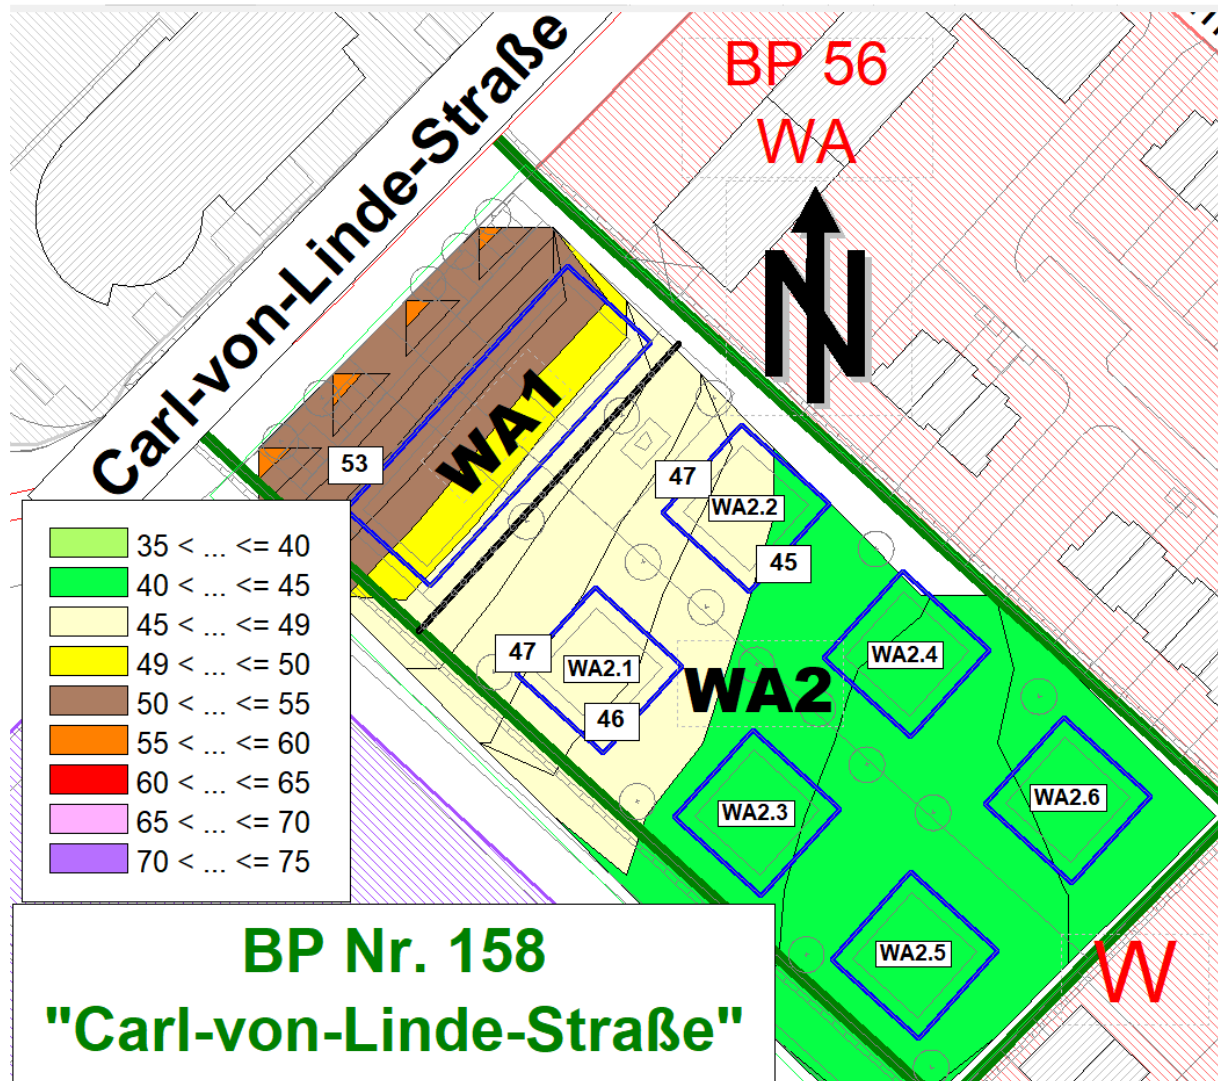 BP 56
WA
N
Carl-von-Linde-Straße
WA1
53
47
WA2.2
45
47
WA2.1
46
WA2
WA2.4
WA2.3
WA2.6
WA2.5
W
35 < ... <= 40
40 < ... <= 45
45 < ... <= 49
49 < ... <= 50
50 < ... <= 55
55 < ... <= 60
60 < ... <= 65
65 < ... <= 70
70 < ... <= 75
BP Nr. 158
"Carl-von-Linde-Straße"